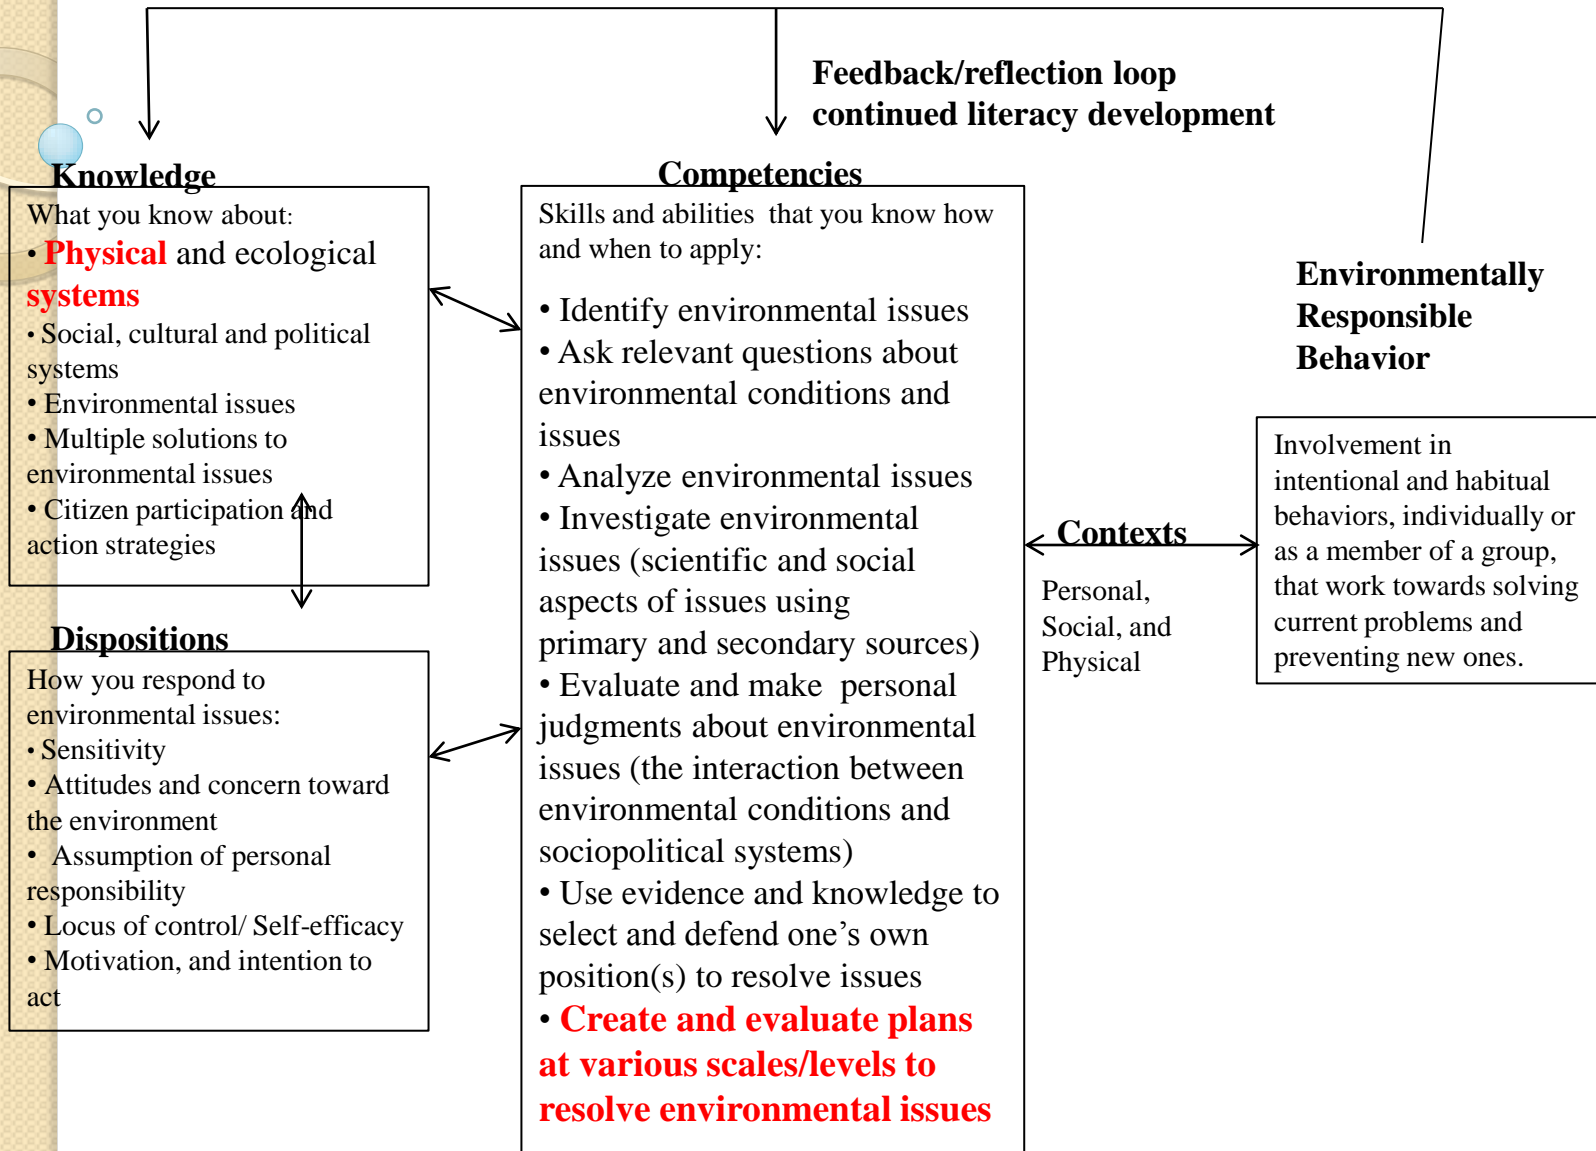 Feedback/reflection loop
continued literacy development
Knowledge
What you know about:
• Physical and ecological
systems
• Social, cultural and political
systems
• Environmental issues
• Multiple solutions to
environmental issues
• Citizen participation and
action strategies
Dispositions
How you respond to
environmental issues:
• Sensitivity
• Attitudes and concern toward
the environment
• Assumption of personal
responsibility
• Locus of control/ Self-efficacy
• Motivation, and intention to
act
Competencies
Skills and abilities that you know how
and when to apply:
• Identify environmental issues
• Ask relevant questions about
environmental conditions and
issues
• Analyze environmental issues
• Investigate environmental
issues (scientific and social
aspects of issues using
primary and secondary sources)
• Evaluate and make personal
judgments about environmental
issues (the interaction between
environmental conditions and
sociopolitical systems)
• Use evidence and knowledge to
select and defend one’s own
position(s) to resolve issues
• Create and evaluate plans
at various scales/levels to
resolve environmental issues
Contexts
Personal,
Social, and
Physical
Environmentally
Responsible
Behavior
Involvement in
intentional and habitual
behaviors, individually or
as a member of a group,
that work towards solving
current problems and
preventing new ones.